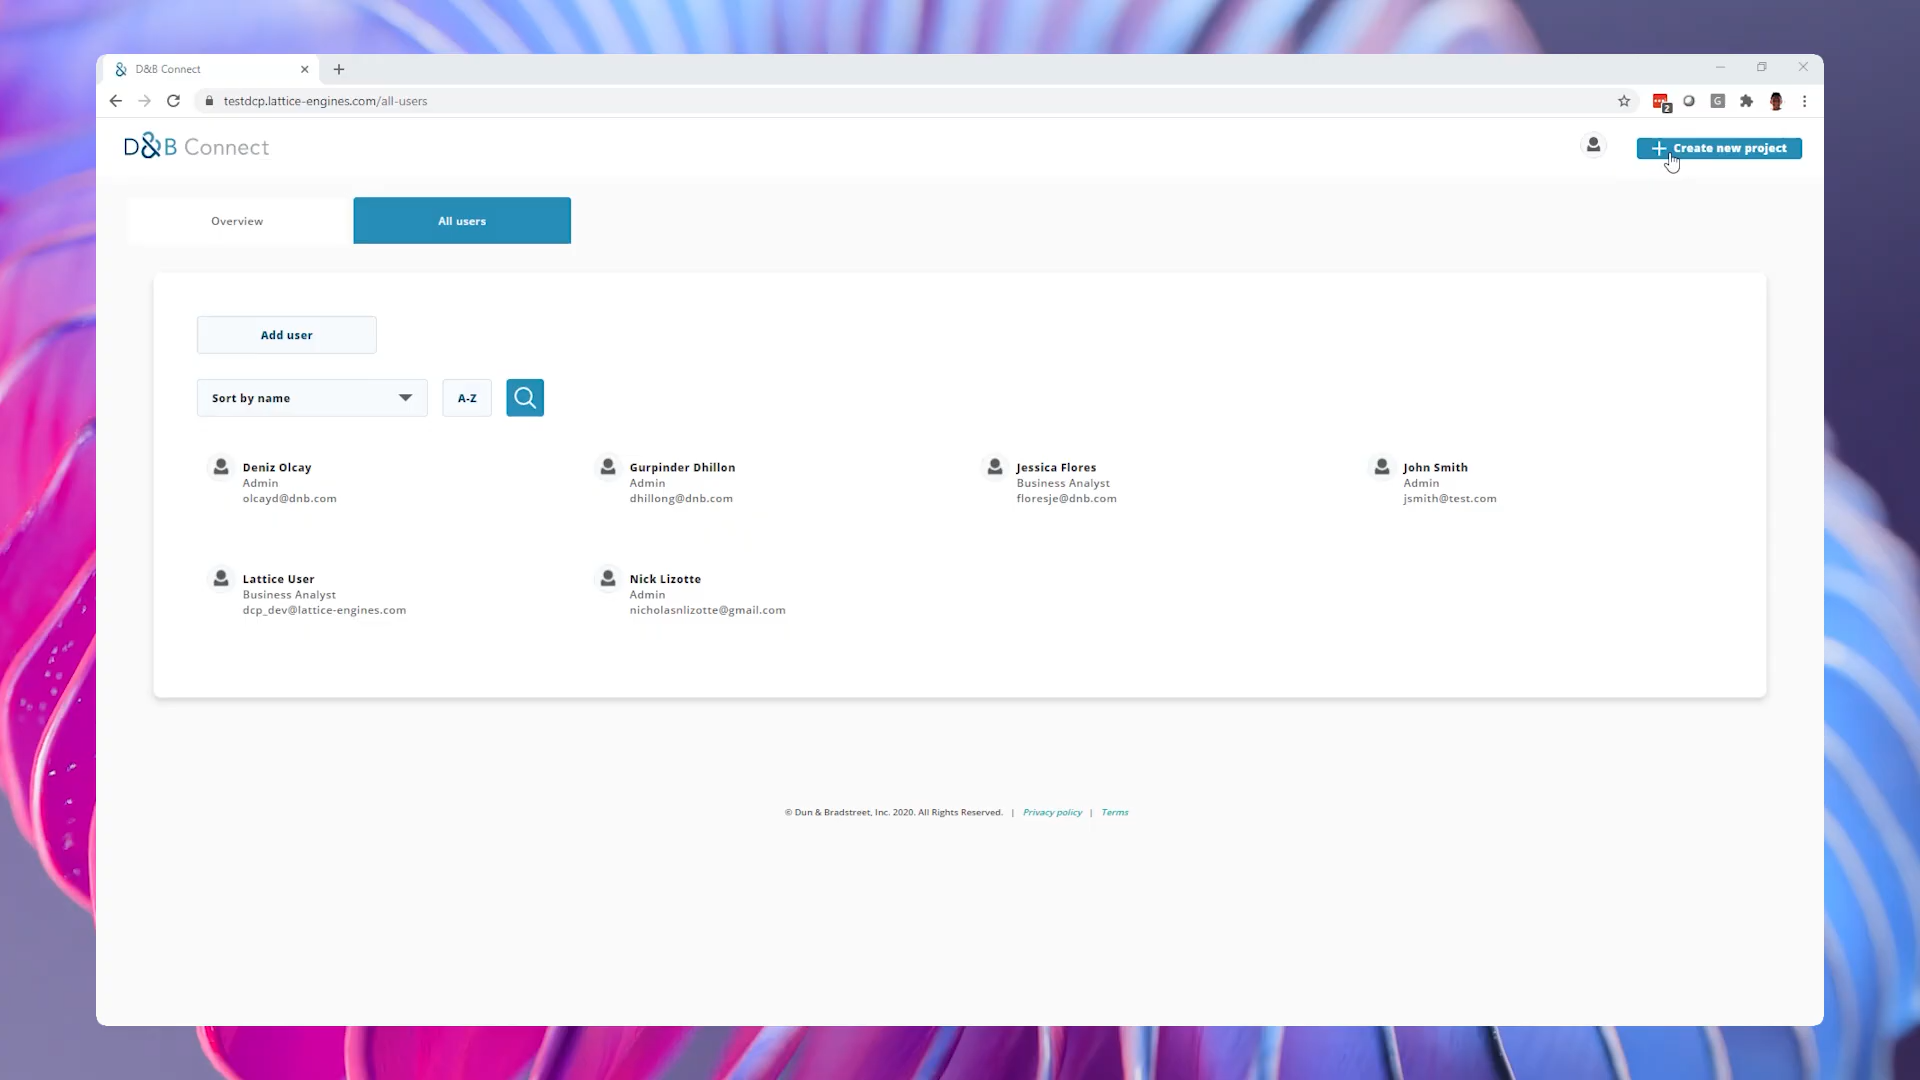 D&B Connect
testdcp.lattice-engines.com/all-users
2
G
D&B Connect
Create new project
Overview
All users
Add user
Sort by name
A-Z
Deniz Olcay
Admin
olcayd@dnb.com
Gurpinder Dhillon
Admin
dhillong@dnb.com
Jessica Flores
Business Analyst
floresje@dnb.com
John Smith
Admin
jsmith@test.com
Lattice User
Business Analyst
dcp_dev@lattice-engines.com
Nick Lizotte
Admin
nicholasnlizotte@gmail.com
© Dun & Bradstreet, Inc. 2020. All Rights Reserved. | Privacy policy | Terms